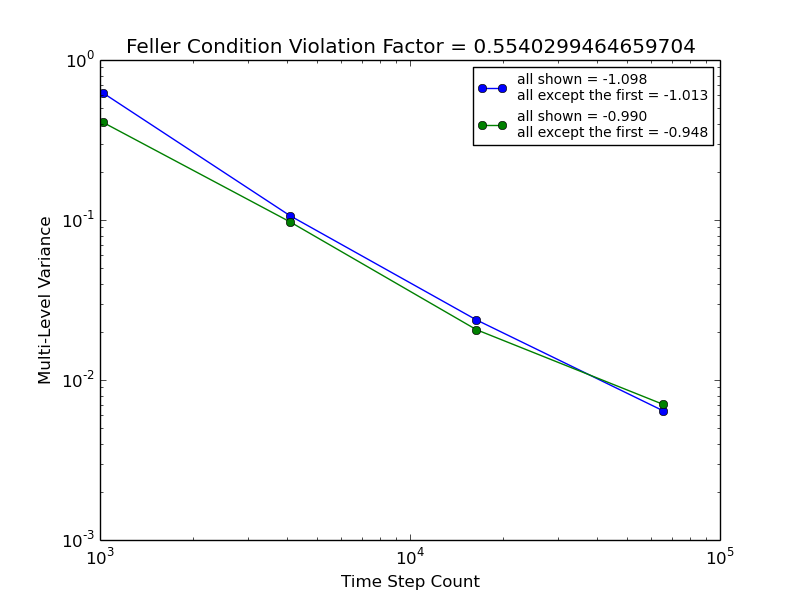 Feller Condition Violation Factor = 0.5540299464659704
all shown = -1.098
all except the first = -1.013
all shown = -0.990
all except the first = -0.948
Multi-Level Variance
10^0
10^-1
10^-2
10^-3
10^3 10^4 10^5
Time Step Count